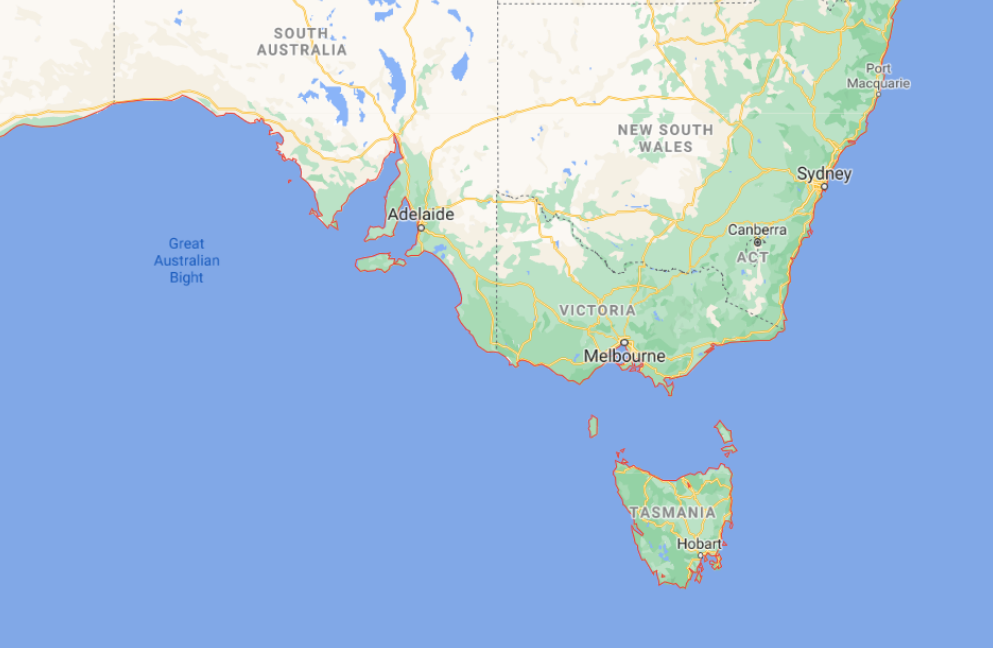 SOUTH
AUSTRALIA
Port
Macquarie
NEW SOUTH
WALES
Sydney
Adelaide
Canberra
ACT
Great
Australian
Bight
VICTORIA
Melbourne
TASMANIA
Hobart